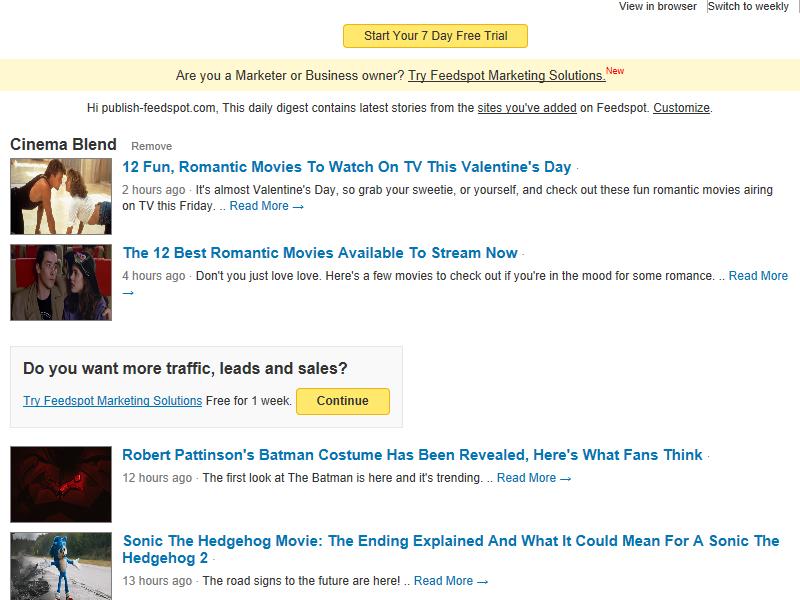 View in browser | Switch to weekly |
Start Your 7 Day Free Trial
Are you a Marketer or Business owner? Try Feedspot Marketing Solutions.New
Hi publish-feedspot.com, This daily digest contains latest stories from the sites you've added on Feedspot. Customize.
Cinema Blend Remove
12 Fun, Romantic Movies To Watch On TV This Valentine's Day ·
2 hours ago · It's almost Valentine's Day, so grab your sweetie, or yourself, and check out these fun romantic movies airing
on TV this Friday. .. Read More →
The 12 Best Romantic Movies Available To Stream Now ·
4 hours ago · Don't you just love love. Here's a few movies to check out if you're in the mood for some romance. .. Read More
→
Do you want more traffic, leads and sales?
Try Feedspot Marketing Solutions Free for 1 week. Continue
Robert Pattinson's Batman Costume Has Been Revealed, Here's What Fans Think ·
12 hours ago · The first look at The Batman is here and it's trending. .. Read More →
Sonic The Hedgehog Movie: The Ending Explained And What It Could Mean For A Sonic The
Hedgehog 2 ·
13 hours ago · The road signs to the future are here! .. Read More →